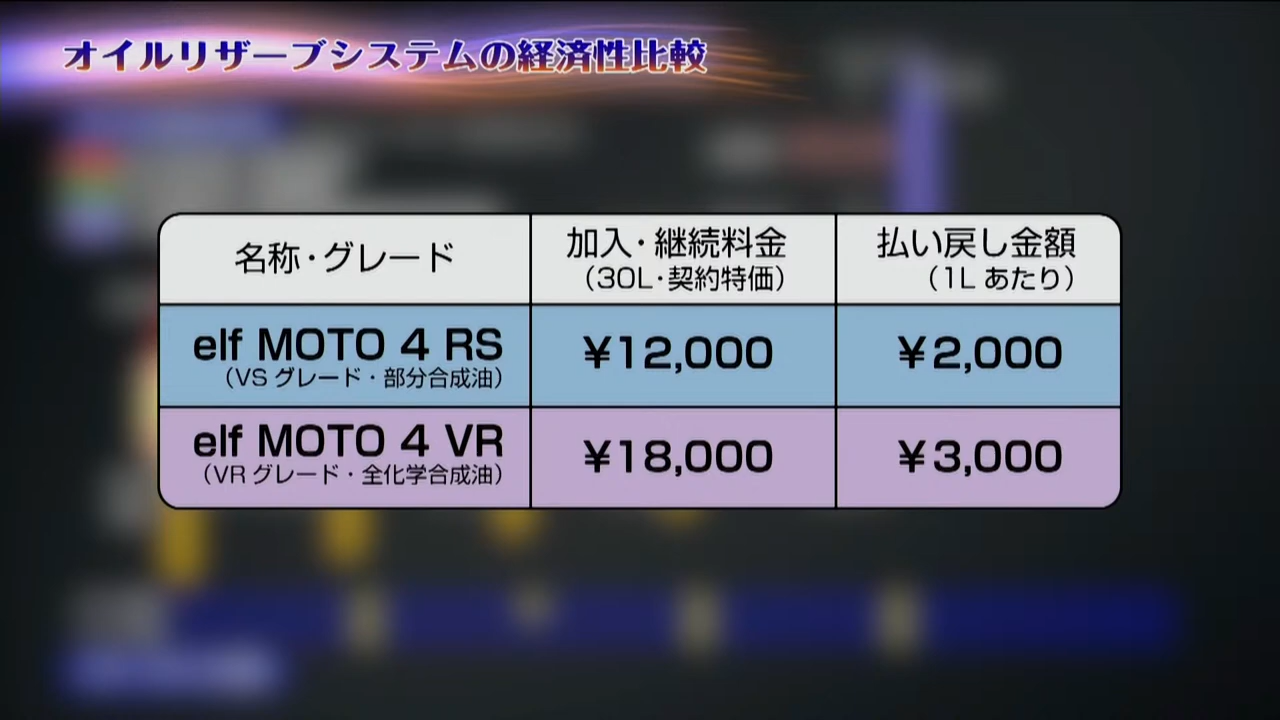 オイルリザーブシステムの経済性比較
名称・グレード
加入・継続料金
（30L・契約特価）
払い戻し金額
（1L あたり）
elf MOTO 4 RS
（VS グレード・部分合成油）
¥12,000
¥2,000
elf MOTO 4 VR
（VR グレード・全化学合成油）
¥18,000
¥3,000